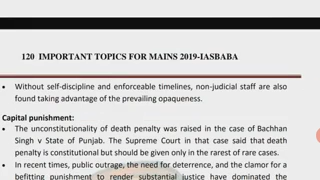 120 IMPORTANT TOPICS FOR MAINS 2019-IASBABA
• Without self-discipline and enforceable timelines, non-judicial staff are also
found taking advantage of the prevailing opaqueness.
Capital punishment:
• The unconstitutionality of death penalty was raised in the case of Bachhan
Singh v State of Punjab. The Supreme Court in that case said that death
penalty is constitutional but should be given only in the rarest of rare cases.
• In recent times, public outrage, the need for deterrence, and the clamor for a
befitting punishment to render substantial justice have dominated the